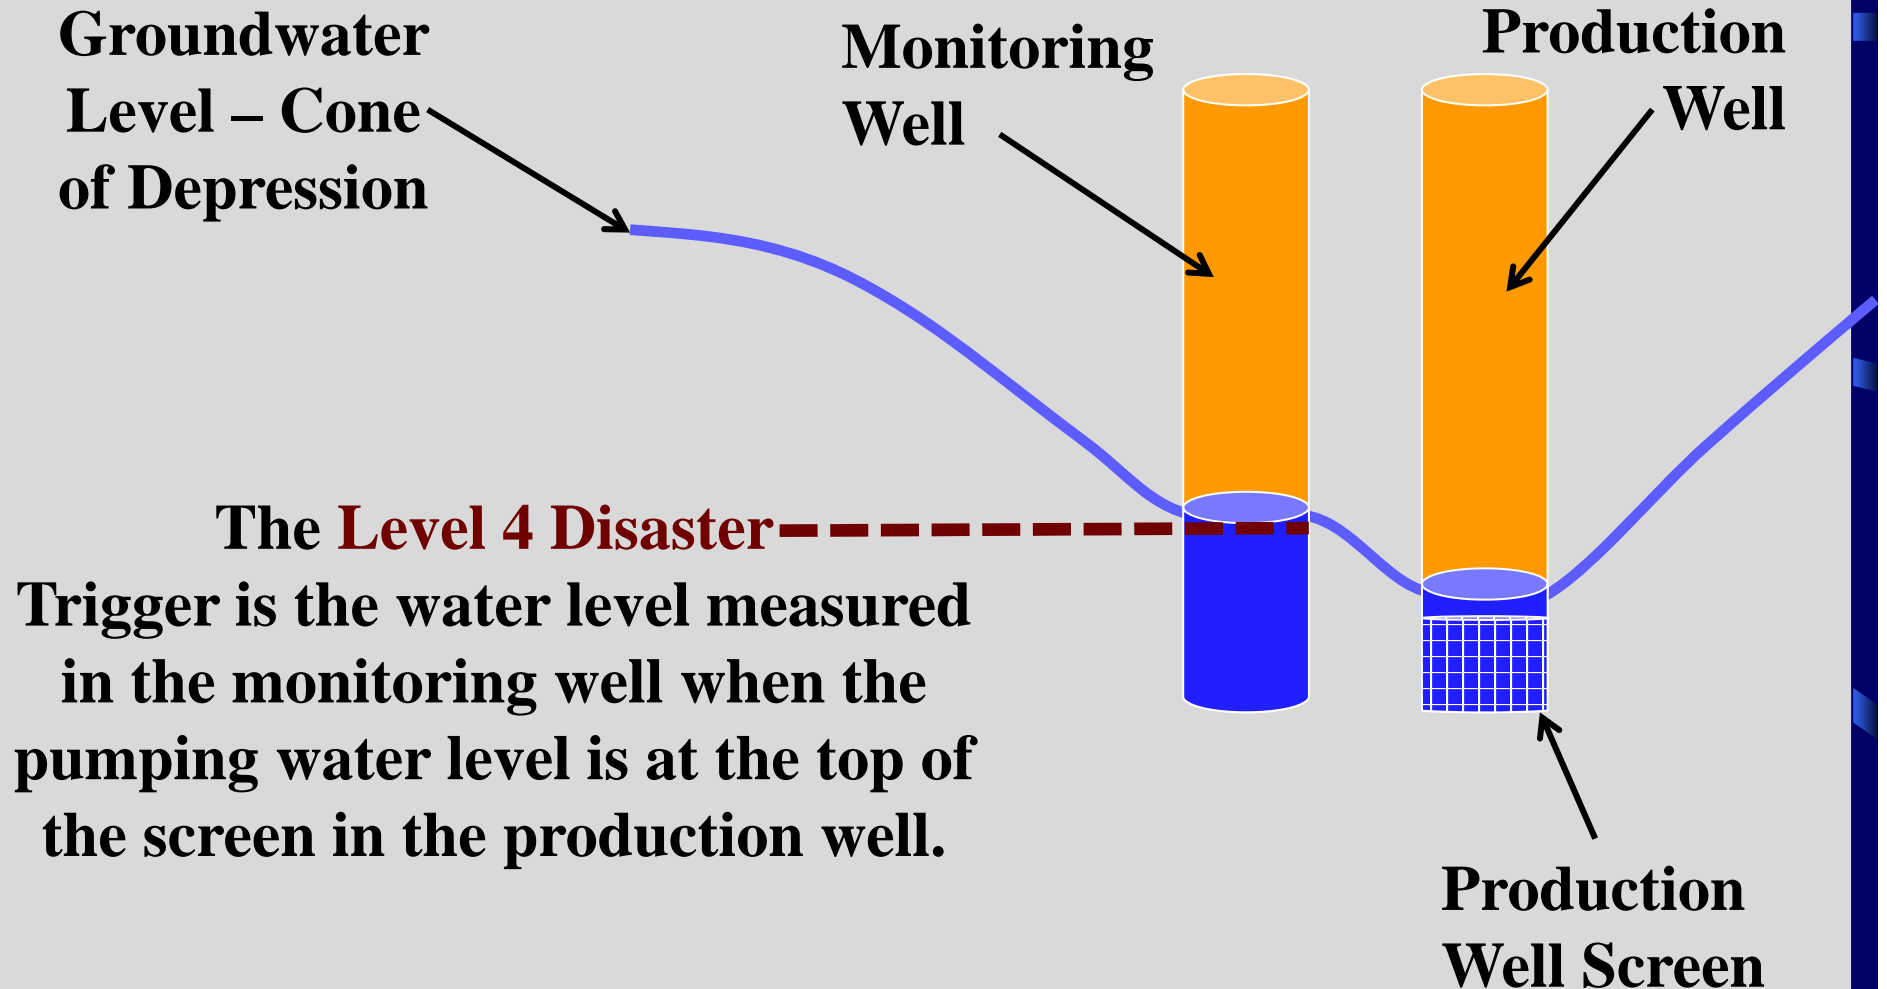 Groundwater
Level – Cone
of Depression
Monitoring
Well
Production
Well
The Level 4 Disaster
Trigger is the water level measured
in the monitoring well when the
pumping water level is at the top of
the screen in the production well.
Production
Well Screen